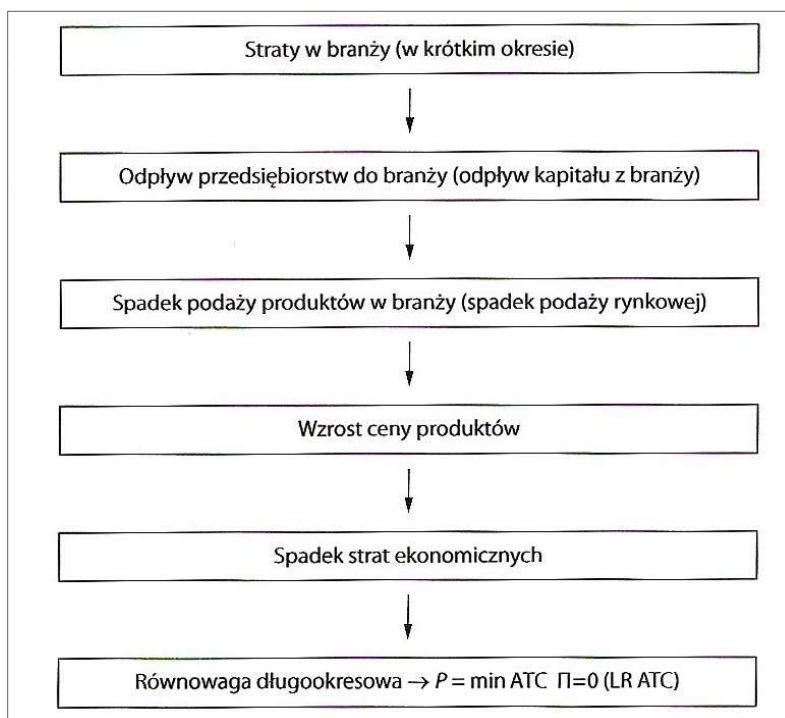 Straty w branży (w krótkim okresie)
Odpływ przedsiębiorstw do branży (odpływ kapitału z branży)
Spadek podaży produktów w branży (spadek podaży rynkowej)
Wzrost ceny produktów
Spadek strat ekonomicznych
Równowaga długookresowa → P = min ATC Π=0 (LR ATC)